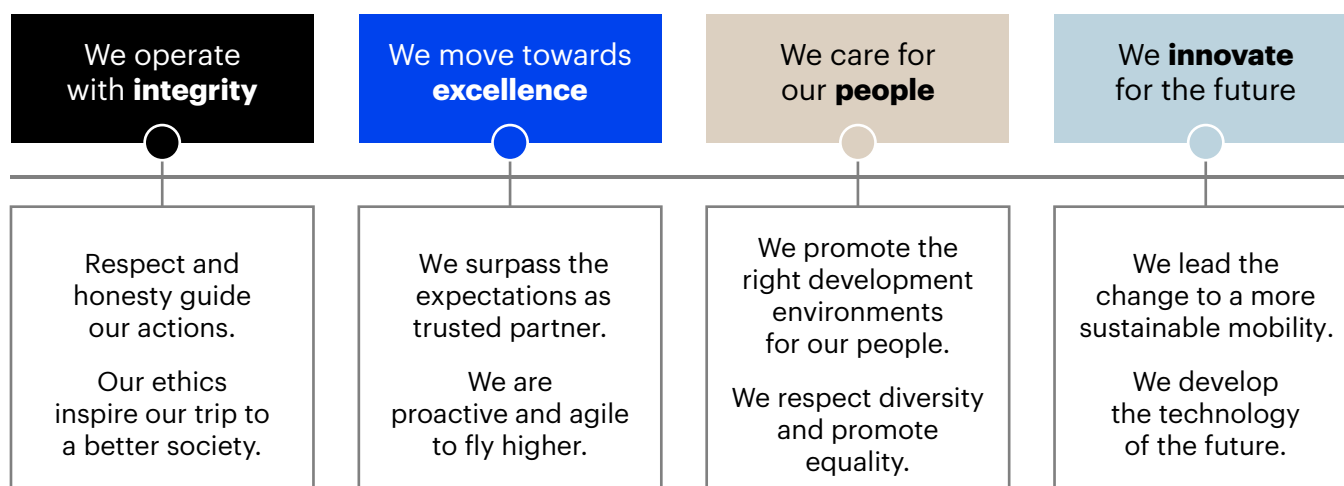 We operate
with integrity
Respect and
honesty guide
our actions.
Our ethics
inspire our trip to
a better society.
We move towards
excellence
We surpass the
expectations as
trusted partner.
We are
proactive and agile
to fly higher.
We care for
our people
We promote the
right development
environments
for our people.
We respect diversity
and promote
equality.
We innovate
for the future
We lead the
change to a more
sustainable mobility.
We develop
the technology
of the future.